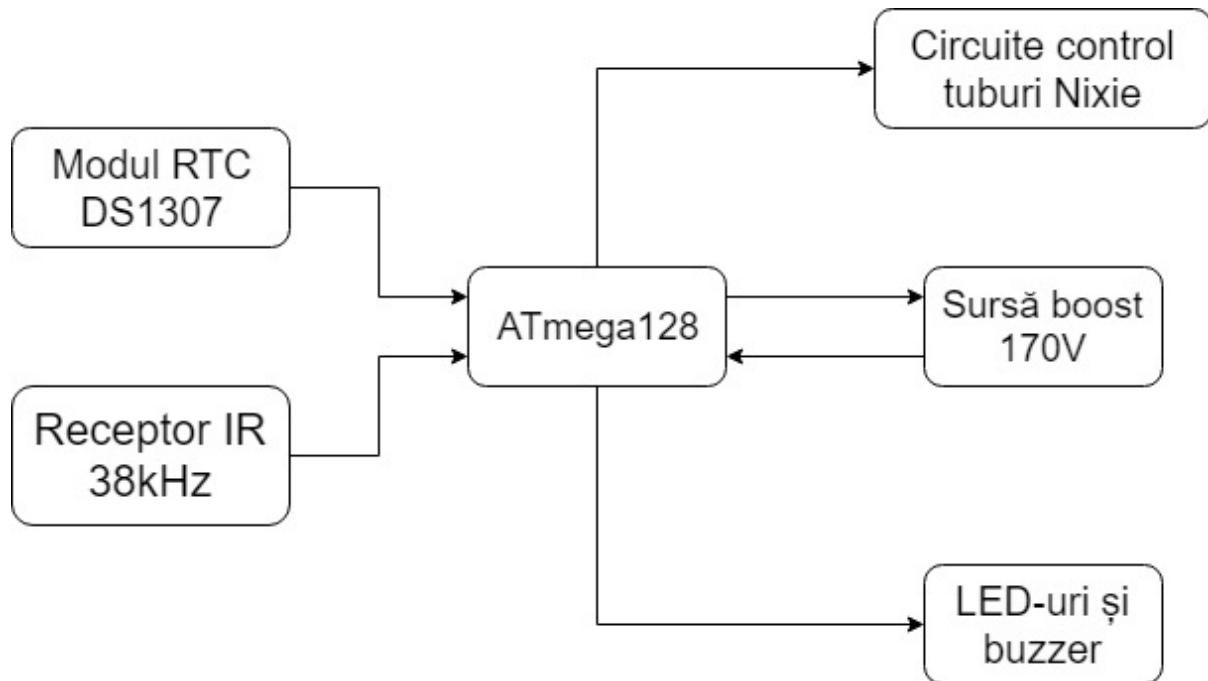 Circuite control
tuburi Nixie
Modul RTC
DS1307
ATmega128
Sursă boost
170V
Receptor IR
38kHz
LED-uri și
buzzer